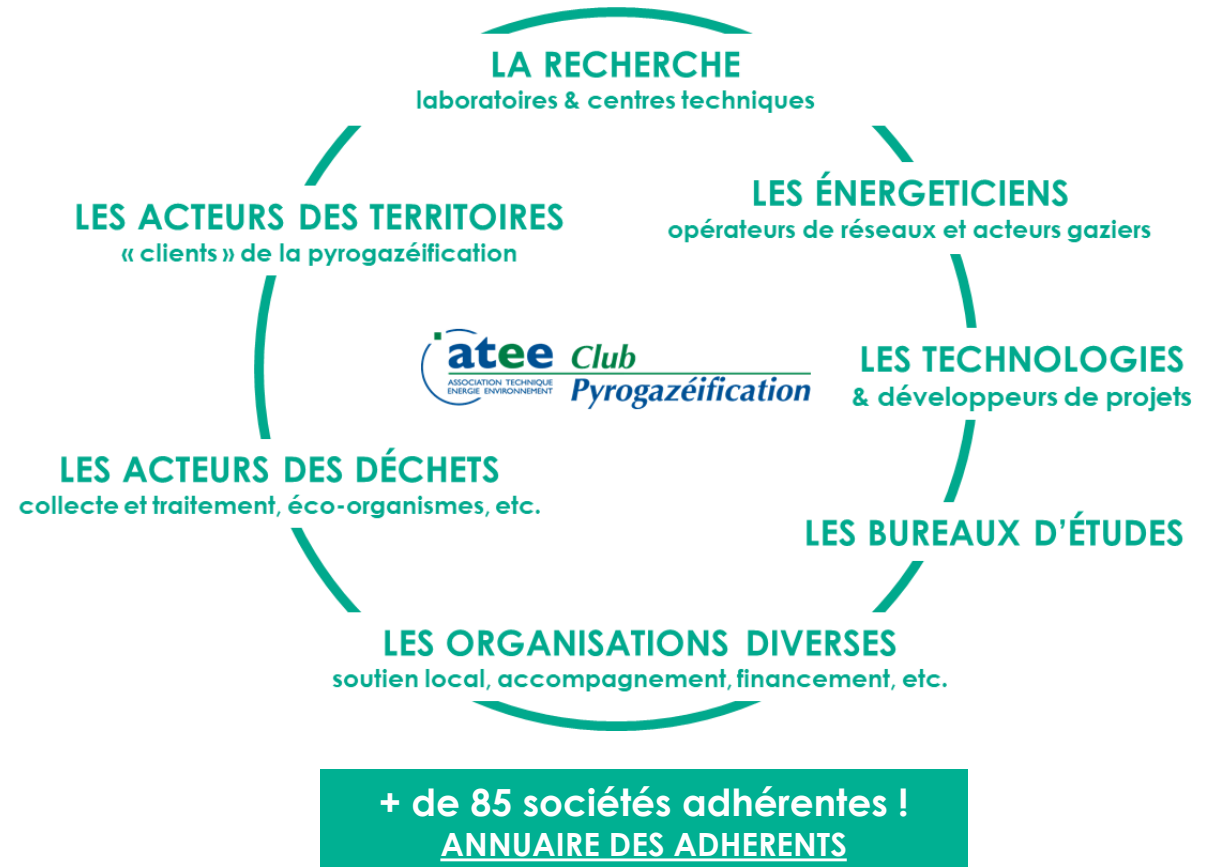 LA RECHERCHE
laboratoires & centres techniques
LES ÉNERGETICIENS
opérateurs de réseaux et acteurs gaziers
LES ACTEURS DES TERRITOIRES
« clients » de la pyrogazéification
atee Club
ASSOCIATION TECHNIQUE
ENERGIE ENVIRONNEMENT
Pyrogazéification
LES TECHNOLOGIES
& développeurs de projets
LES ACTEURS DES DÉCHETS
collecte et traitement, éco-organismes, etc.
LES BUREAUX D’ÉTUDES
LES ORGANISATIONS DIVERSES
soutien local, accompagnement, financement, etc.
+ de 85 sociétés adhérentes !
ANNUAIRE DES ADHERENTS